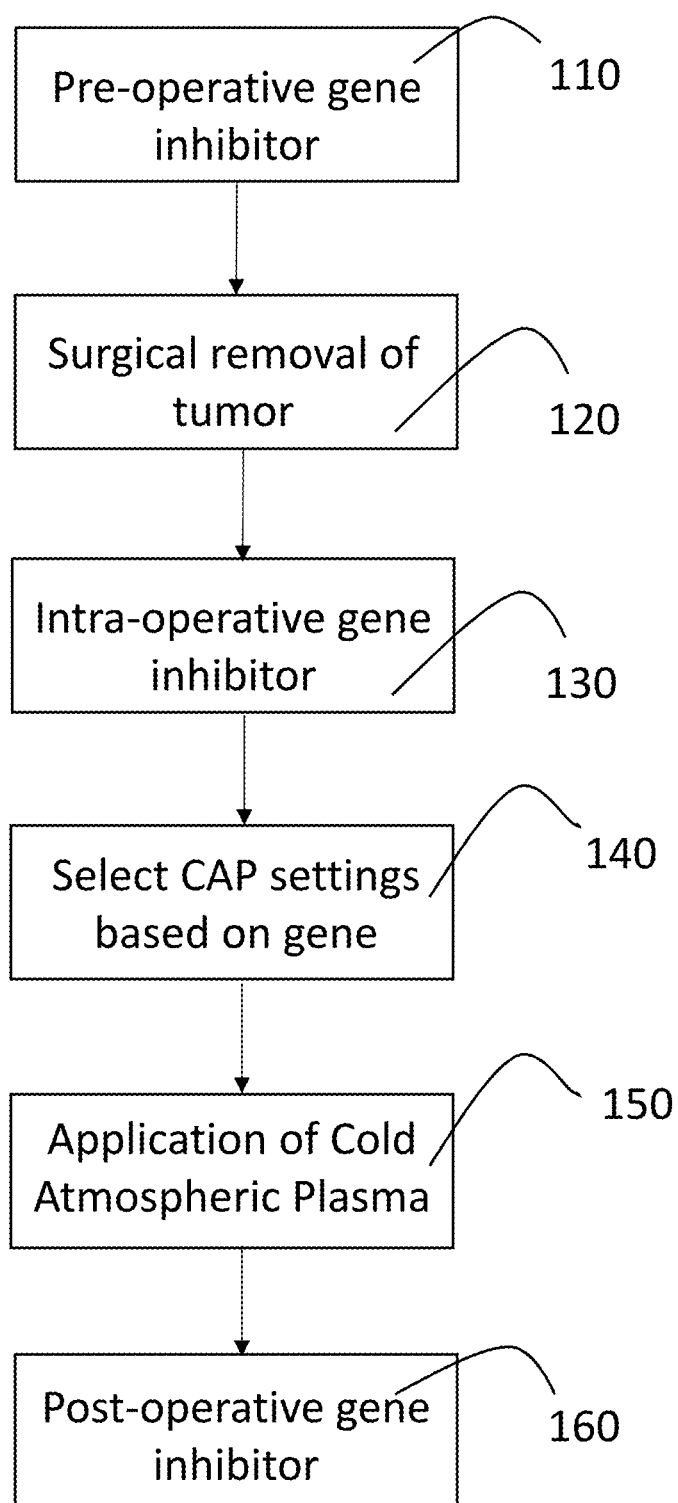 Pre-operative gene
inhibitor
110
Surgical removal of
tumor
120
Intra-operative gene
inhibitor
130
Select CAP settings
based on gene
140
Application of Cold
Atmospheric Plasma
150
Post-operative gene
inhibitor
160